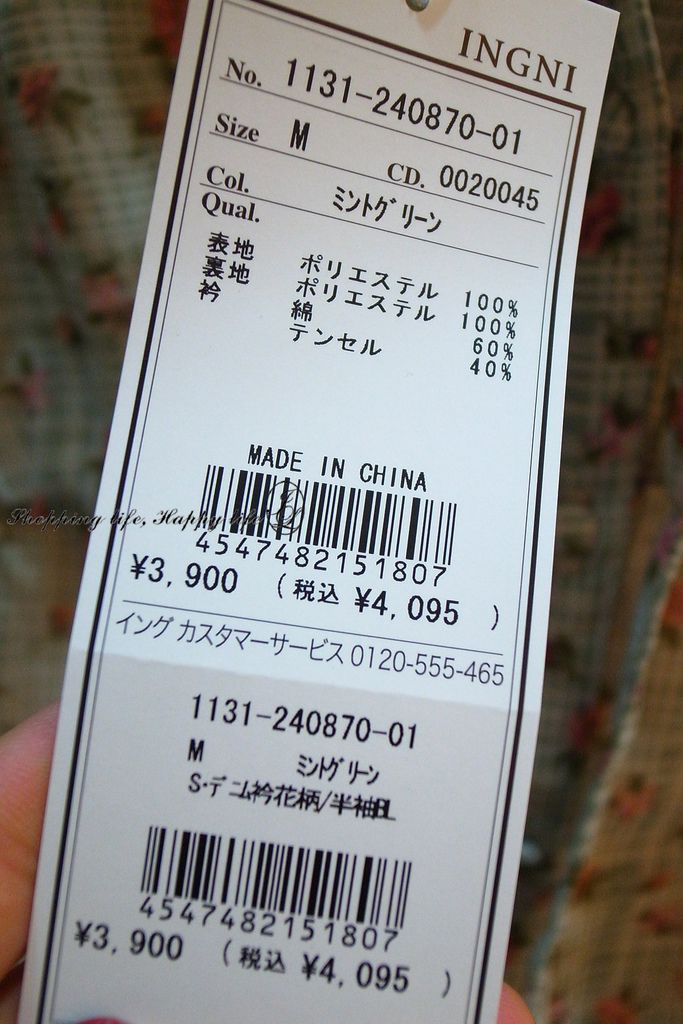 INGNI
No. 1131-240870-01
Size M
CD. 0020045
Col. ミントグリーン
Qual.
表地 ポリエステル 100%
裏地 ポリエステル 100%
衿 綿 60%
テンセル 40%
MADE IN CHINA
Shopping life, Happy life
4547482151807
¥3,900 (税込 ¥4,095 )
イング カスタマーサービス 0120-555-465
1131-240870-01
M ミントグリーン
S・デニム衿花柄/半袖BL
4547482151807
¥3,900 (税込 ¥4,095 )